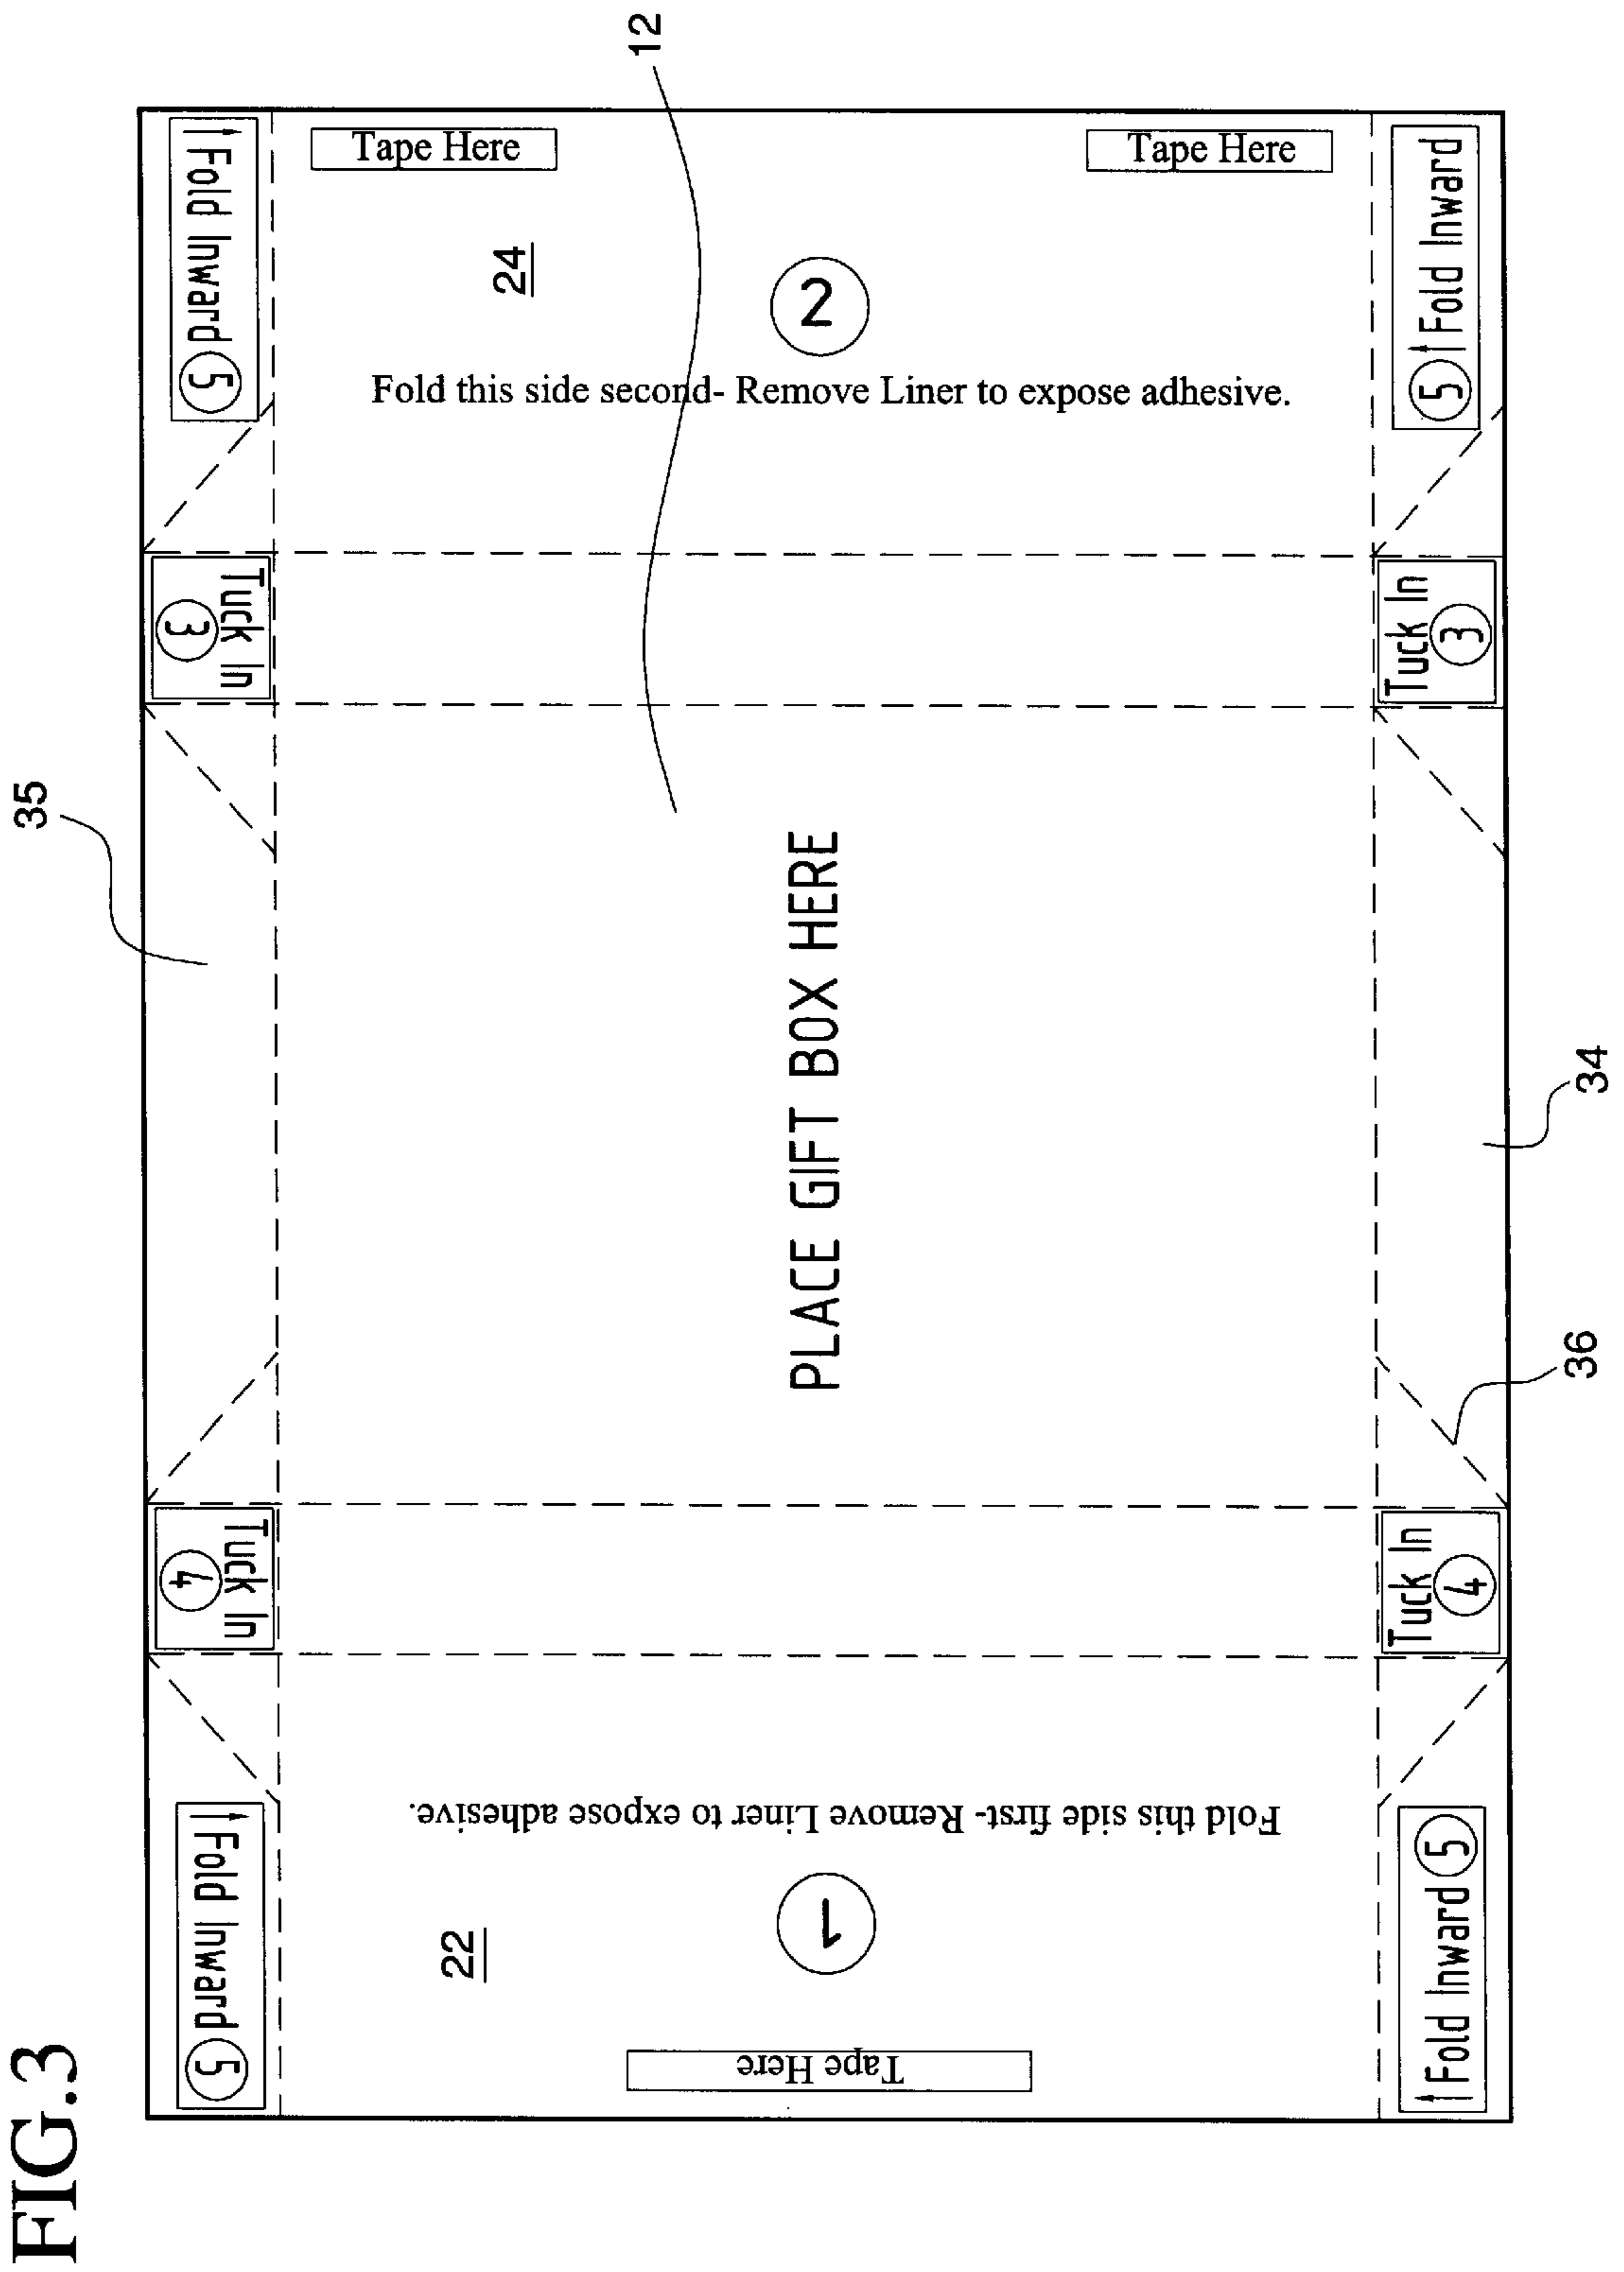 12
↑ Fold Inward 5
Tape Here
Tape Here
5 ↑ Fold Inward
24
2
Fold this side second- Remove Liner to expose adhesive.
Tuck In
3
Tuck In
3
35
PLACE GIFT BOX HERE
34
36
Tuck In
4
Tuck In
4
Fold this side first- Remove Liner to expose adhesive.
1
22
Tape Here
↑ Fold Inward 5
↑ Fold Inward 5
FIG.3